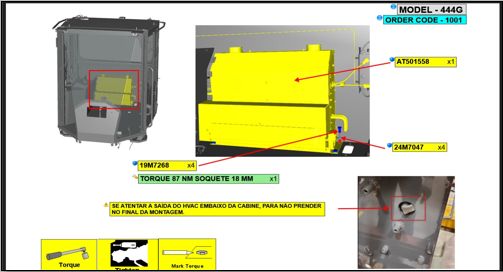 MODEL - 444G
ORDER CODE - 1001
AT501558 x1
24M7047 x4
19M7268 x4
TORQUE 87 NM SOQUETE 18 MM x1
SE ATENTAR A SAIDA DO HVAC EMBAIXO DA CABINE, PARA NÃO PRENDER
NO FINAL DA MONTAGEM.
Torque
Tighten
Mark Torque